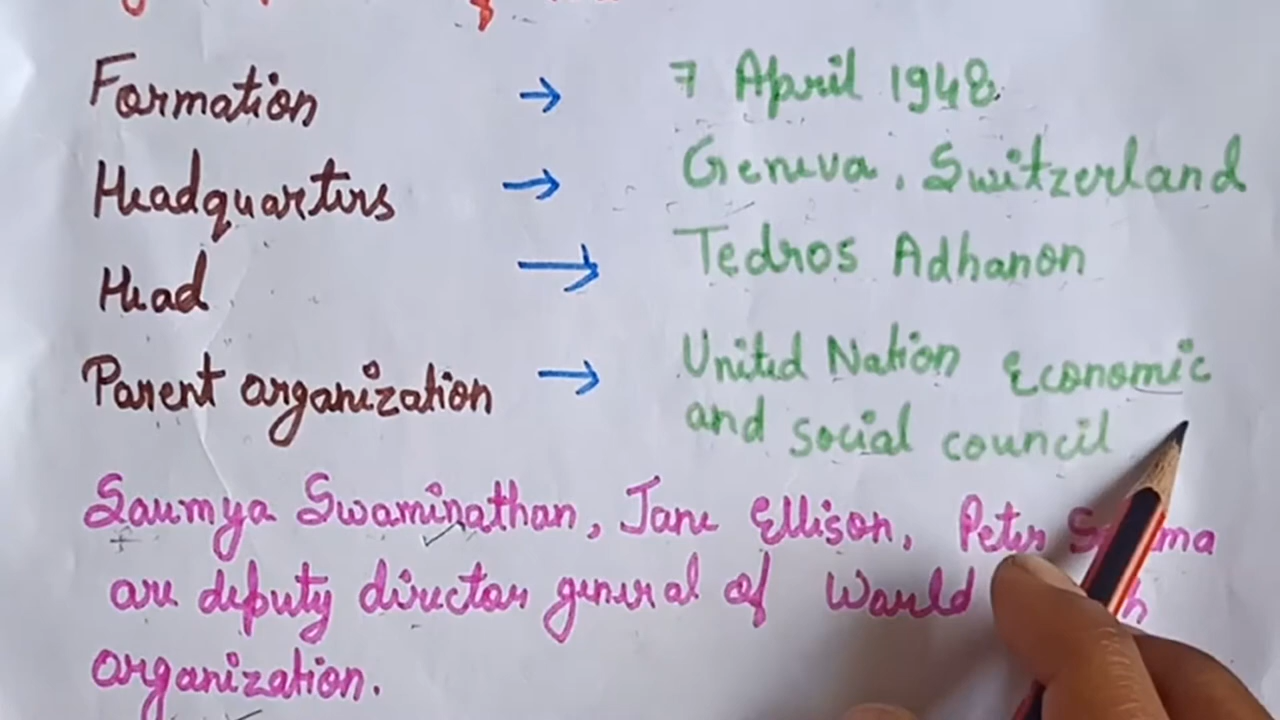 Formation → 7 April 1948.
Headquarters → Geneva, Switzerland
Head → Tedros Adhanon
Parent organization → United Nation Economic
and social council
Saumya Swaminathan, Jane Ellison, Peter
are deputy director general of World
organization.